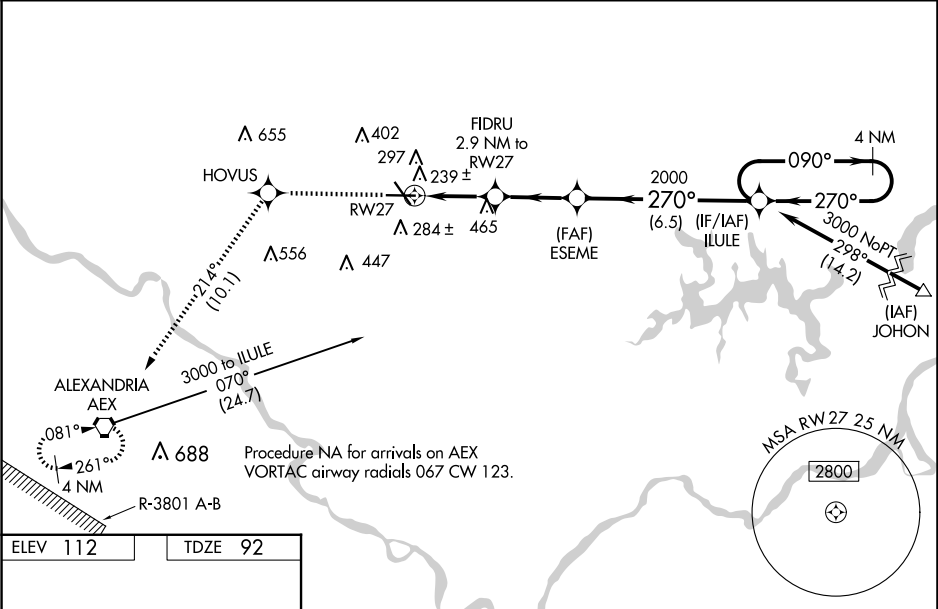 655
402
297
239 ±
FIDRU
2.9 NM to
RW27
4 NM
090°
HOVUS
RW27
284 ±
465
2000
270°
(6.5)
(IF/IAF)
ILULE
270°
(FAF)
ESEME
3000 NoPT
298°
(14.2)
(IAF)
JOHON
556
447
214°
(10.1)
3000 to ILULE
070°
(24.7)
ALEXANDRIA
AEX
081°
261°
4 NM
688
Procedure NA for arrivals on AEX
VORTAC airway radials 067 CW 123.
R-3801 A-B
MSA RW27 25 NM
2800
ELEV 112
TDZE 92